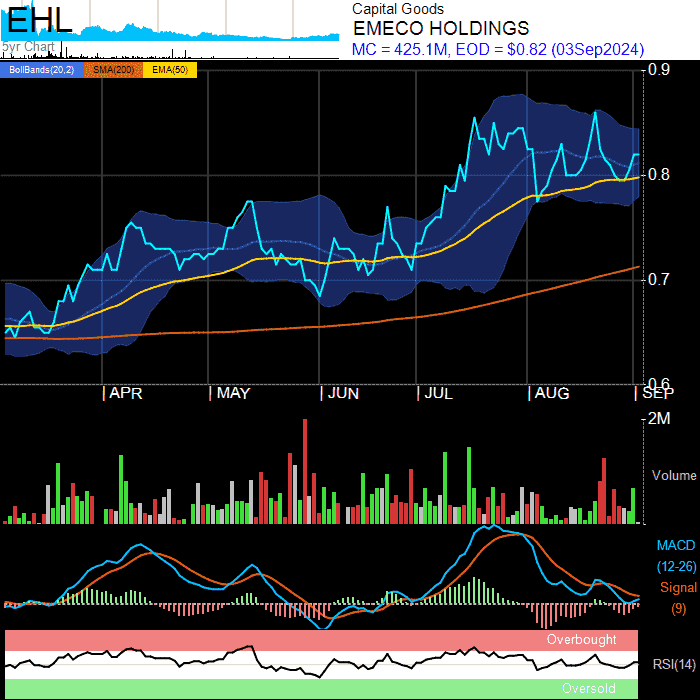 EHL
5yr Chart
Capital Goods
EMECO HOLDINGS
MC = 425.1M, EOD = $0.82 (03Sep2024)
BollBands(20,2) SMA(200) EMA(50)
0.9
0.8
0.7
0.6
APR MAY JUN JUL AUG SEP
2M
Volume
MACD
(12-26)
Signal
(9)
Overbought
RSI(14)
Oversold